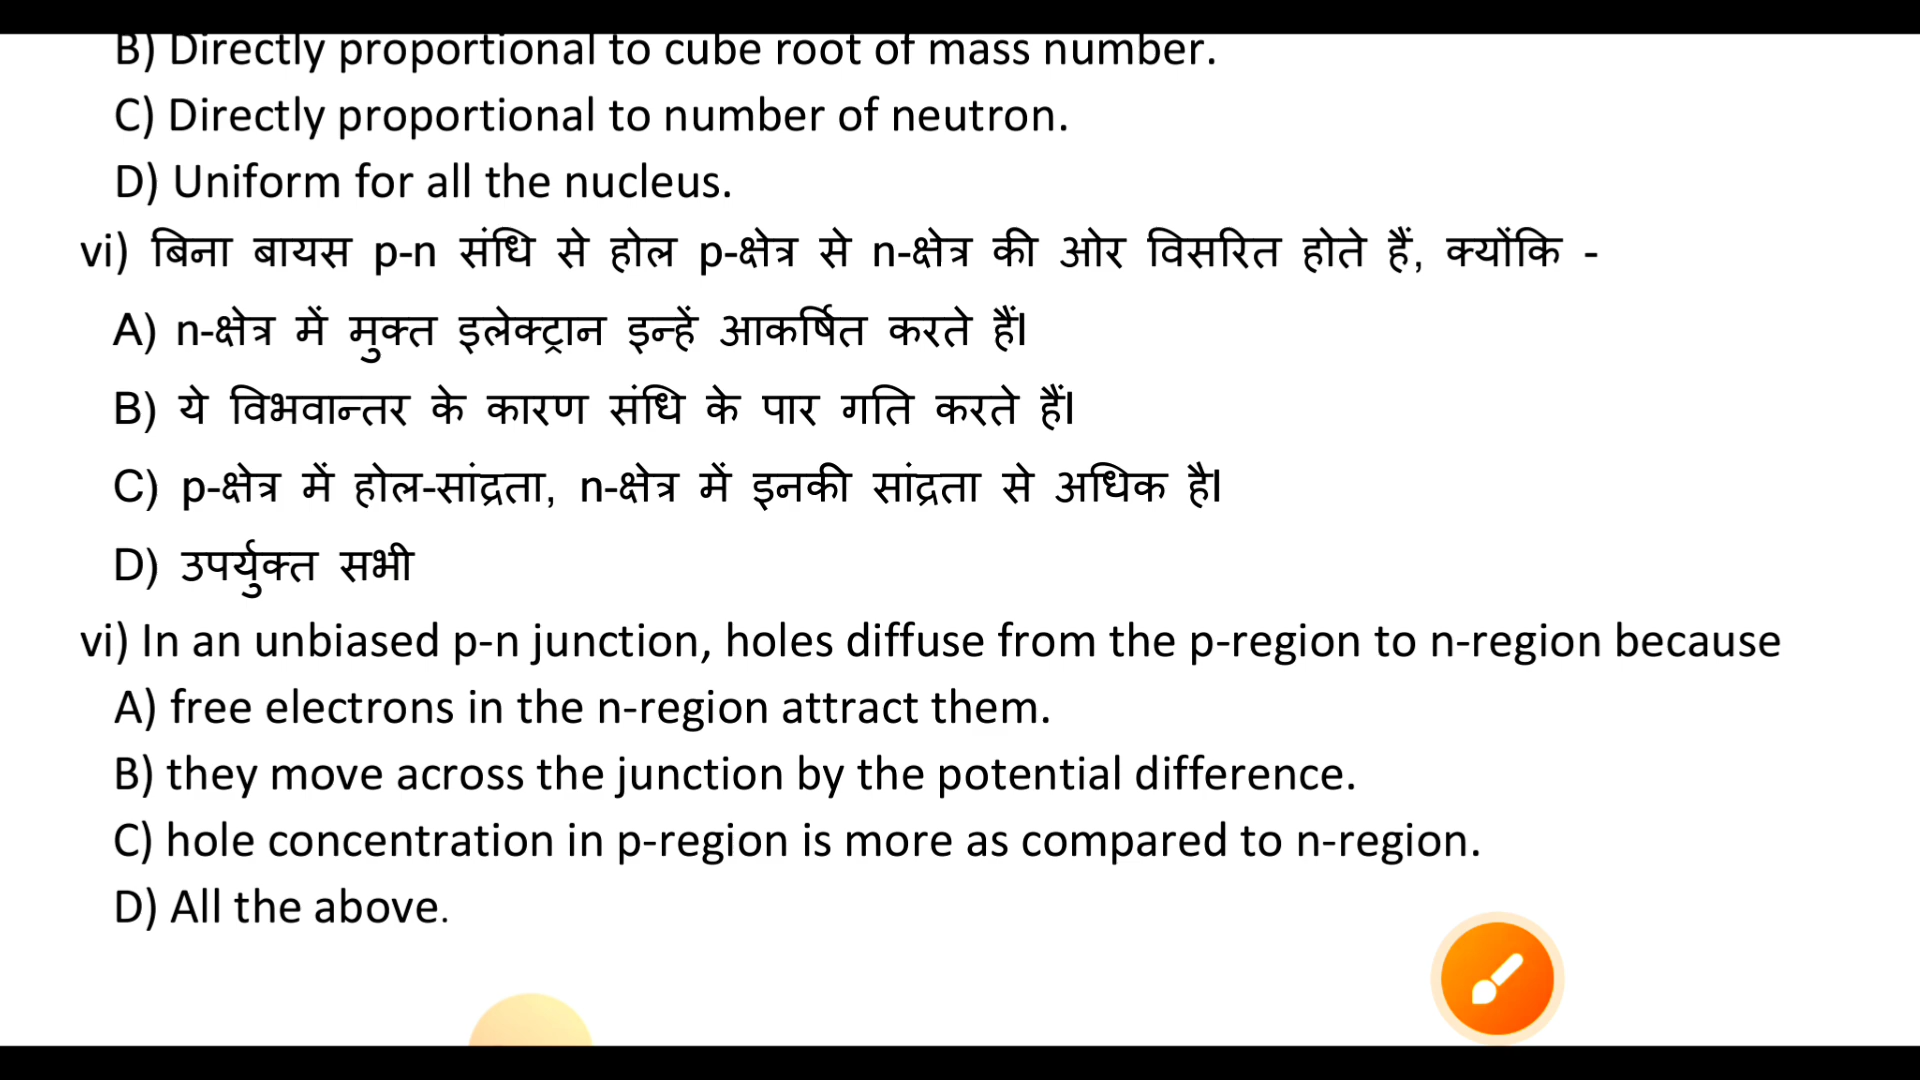 B) Directly proportional to cube root of mass number.
C) Directly proportional to number of neutron.
D) Uniform for all the nucleus.
vi) बिना बायस p-n संधि से होल p-क्षेत्र से n-क्षेत्र की ओर विसरित होते हैं, क्योंकि -
A) n-क्षेत्र में मुक्त इलेक्ट्रान इन्हें आकर्षित करते हैं।
B) ये विभवान्तर के कारण संधि के पार गति करते हैं।
C) p-क्षेत्र में होल-सांद्रता, n-क्षेत्र में इनकी सांद्रता से अधिक है।
D) उपर्युक्त सभी
vi) In an unbiased p-n junction, holes diffuse from the p-region to n-region because
A) free electrons in the n-region attract them.
B) they move across the junction by the potential difference.
C) hole concentration in p-region is more as compared to n-region.
D) All the above.